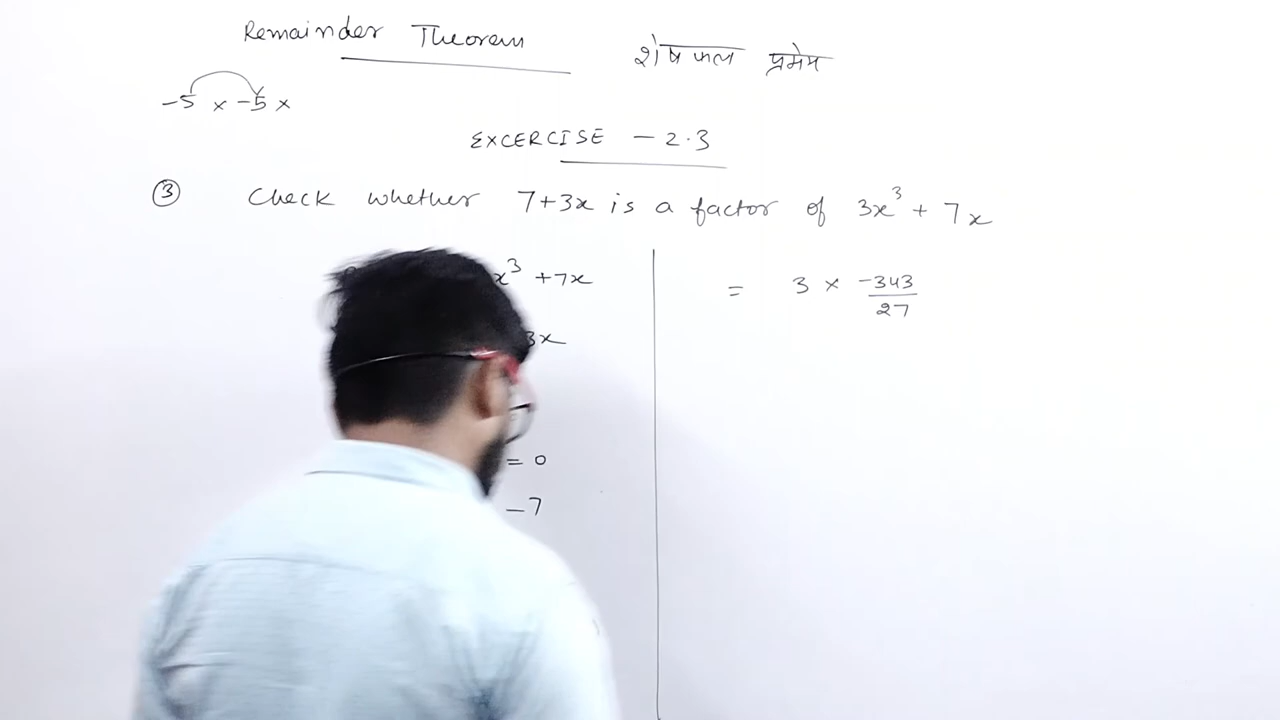 Remainder Theorem शेषफल प्रमेय
-5 x -5 x
EXCERCISE - 2.3
③ Check whether 7+3x is a factor of 3x³ + 7x
x³ +7x
3x
= 0
-7
= 3 × -343/27